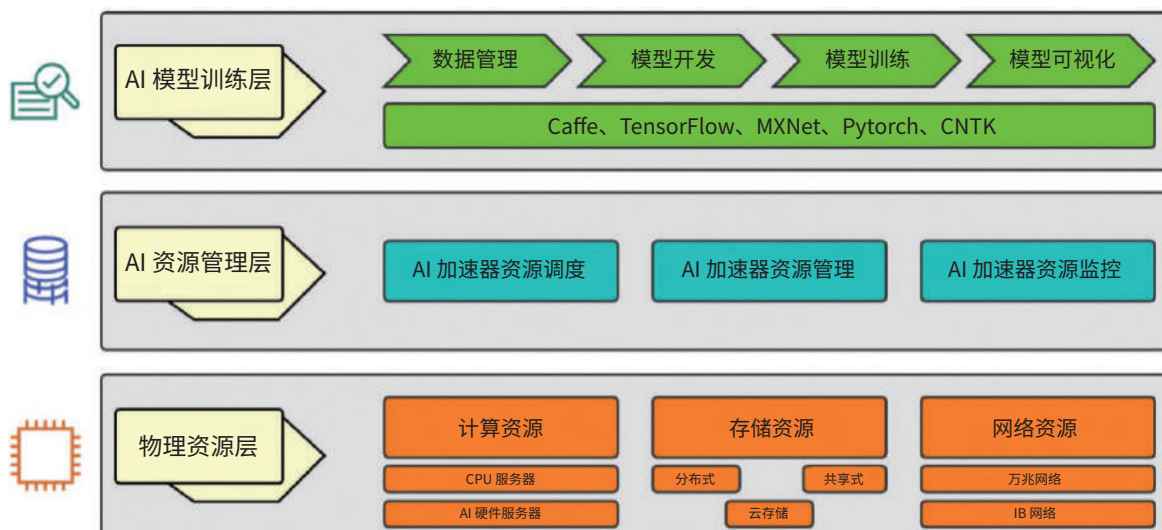 AI 模型训练层
数据管理
模型开发
模型训练
模型可视化
Caffe、TensorFlow、MXNet、Pytorch、CNTK
AI 资源管理层
AI 加速器资源调度
AI 加速器资源管理
AI 加速器资源监控
物理资源层
计算资源
存储资源
网络资源
CPU 服务器
分布式
共享式
万兆网络
AI 硬件服务器
云存储
IB 网络